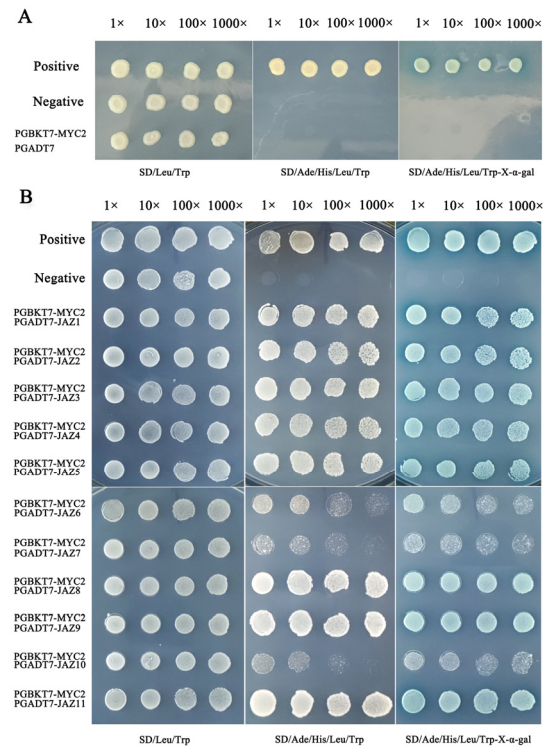 A
1× 10× 100× 1000× 1× 10× 100× 1000× 1× 10× 100× 1000×
Positive
Negative
PGBKT7-MYC2
PGADT7
SD/Leu/Trp SD/Ade/His/Leu/Trp SD/Ade/His/Leu/Trp-X-α-gal
B
1× 10× 100× 1000× 1× 10× 100× 1000× 1× 10× 100× 1000×
Positive
Negative
PGBKT7-MYC2
PGADT7-JAZ1
PGBKT7-MYC2
PGADT7-JAZ2
PGBKT7-MYC2
PGADT7-JAZ3
PGBKT7-MYC2
PGADT7-JAZ4
PGBKT7-MYC2
PGADT7-JAZ5
PGBKT7-MYC2
PGADT7-JAZ6
PGBKT7-MYC2
PGADT7-JAZ7
PGBKT7-MYC2
PGADT7-JAZ8
PGBKT7-MYC2
PGADT7-JAZ9
PGBKT7-MYC2
PGADT7-JAZ10
PGBKT7-MYC2
PGADT7-JAZ11
SD/Leu/Trp SD/Ade/His/Leu/Trp SD/Ade/His/Leu/Trp-X-α-gal